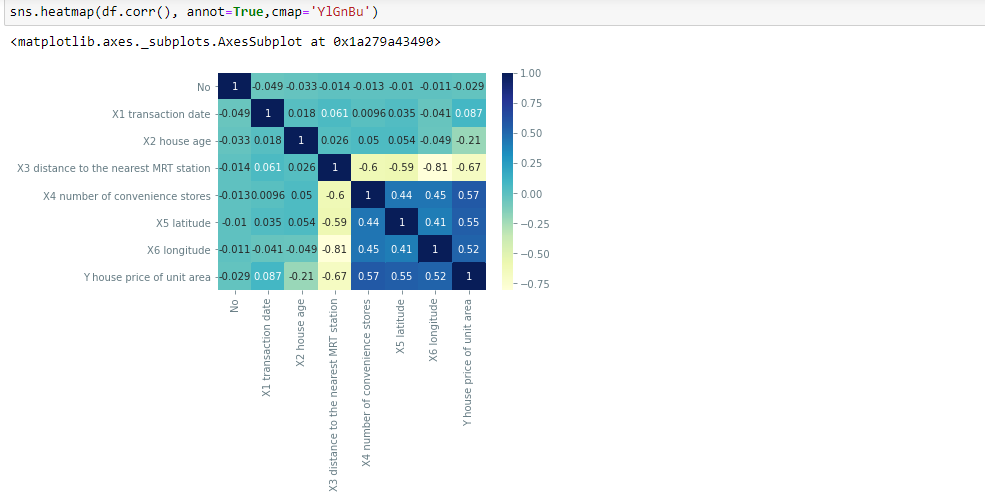 sns.heatmap(df.corr(), annot=True,cmap='YlGnBu')
<matplotlib.axes._subplots.AxesSubplot at 0x1a279a43490>
No 1 -0.049 -0.033 -0.014 -0.013 -0.01 -0.011 -0.029
X1 transaction date -0.049 1 0.018 0.061 0.0096 0.035 -0.041 0.087
X2 house age -0.033 0.018 1 0.026 0.05 0.054 -0.049 -0.21
X3 distance to the nearest MRT station -0.014 0.061 0.026 1 -0.6 -0.59 -0.81 -0.67
X4 number of convenience stores -0.013 0.0096 0.05 -0.6 1 0.44 0.45 0.57
X5 latitude -0.01 0.035 0.054 -0.59 0.44 1 0.41 0.55
X6 longitude -0.011 -0.041 -0.049 -0.81 0.45 0.41 1 0.52
Y house price of unit area -0.029 0.087 -0.21 -0.67 0.57 0.55 0.52 1
No
X1 transaction date
X2 house age
X3 distance to the nearest MRT station
X4 number of convenience stores
X5 latitude
X6 longitude
Y house price of unit area
1.00
0.75
0.50
0.25
0.00
−0.25
−0.50
−0.75